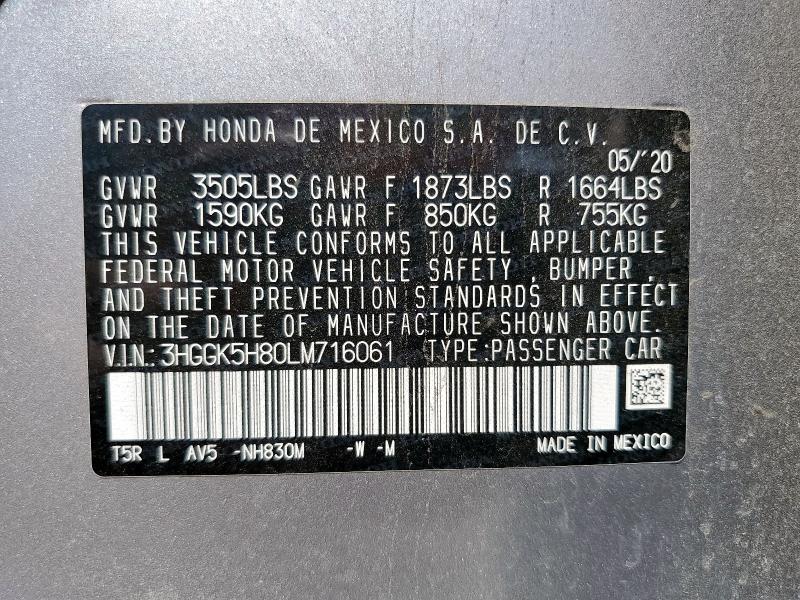 MFD. BY HONDA DE MEXICO S.A. DE C.V.
05/'20
GVWR 3505LBS GAWR F 1873LBS R 1664LBS
GVWR 1590KG GAWR F 850KG R 755KG
THIS VEHICLE CONFORMS TO ALL APPLICABLE
FEDERAL MOTOR VEHICLE SAFETY , BUMPER ,
AND THEFT PREVENTION STANDARDS IN EFFECT
ON THE DATE OF MANUFACTURE SHOWN ABOVE.
V.I.N.:3HGGK5H80LM716061 TYPE:PASSENGER CAR
T5R L AV5 -NH830M -W -M MADE IN MEXICO